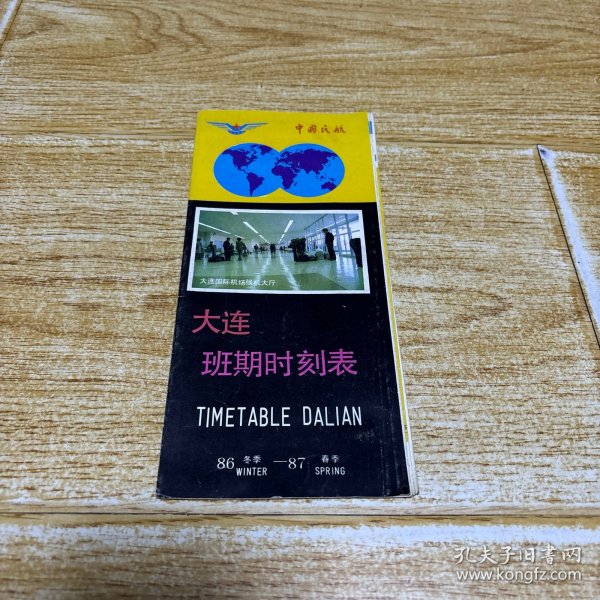 中国民航
大连国际机场候机大厅
大连
班期时刻表
TIMETABLE DALIAN
86 冬季 WINTER —87 春季 SPRING
孔夫子旧书网
www.kongfz.com